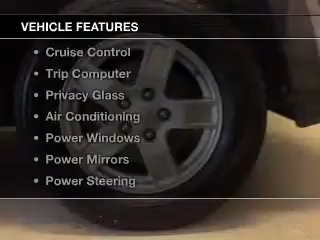 VEHICLE FEATURES
• Cruise Control
• Trip Computer
• Privacy Glass
• Air Conditioning
• Power Windows
• Power Mirrors
• Power Steering